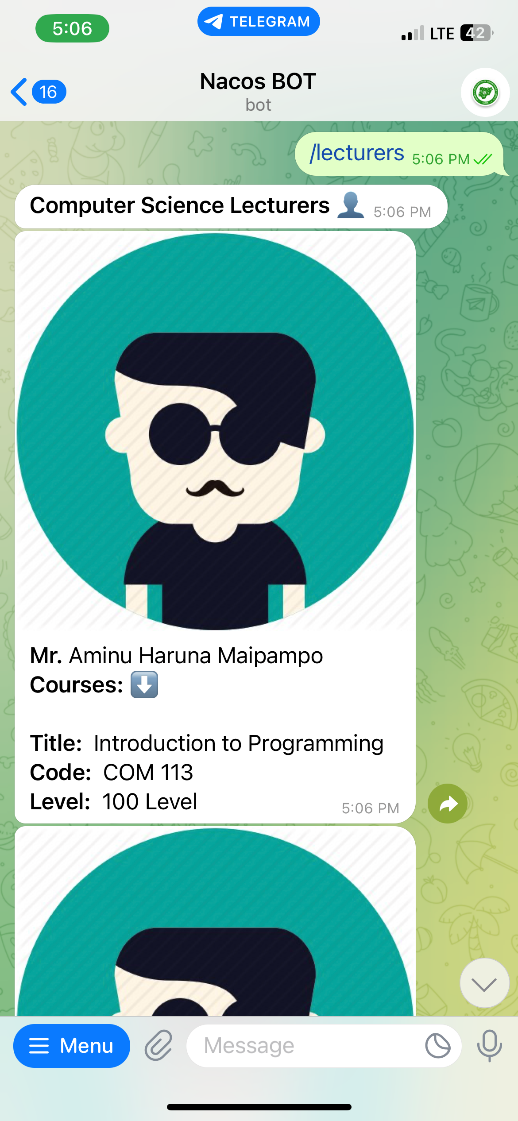 5:06
TELEGRAM
LTE 42
16
Nacos BOT
bot
/lecturers 5:06 PM
Computer Science Lecturers 👤 5:06 PM
Mr. Aminu Haruna Maipampo
Courses: ⬇️
Title: Introduction to Programming
Code: COM 113
Level: 100 Level
5:06 PM
Menu
Message